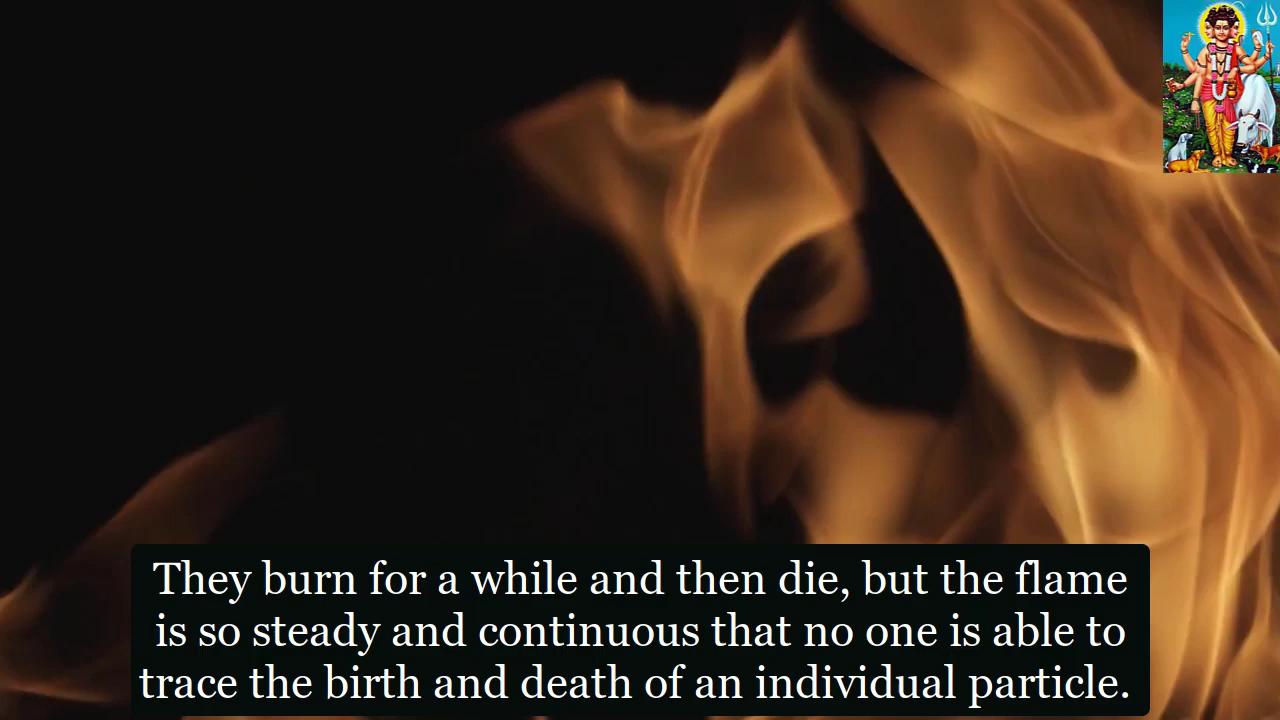 They burn for a while and then die, but the flame
is so steady and continuous that no one is able to
trace the birth and death of an individual particle.